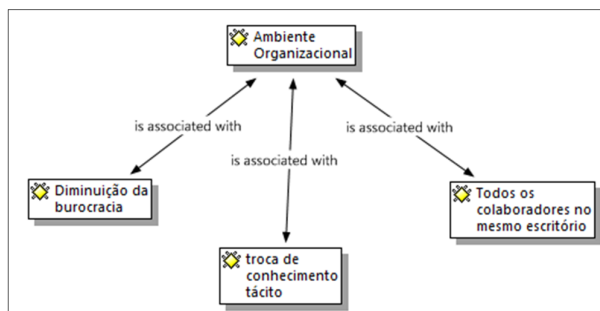 Ambiente
Organizacional
is associated with
is associated with
is associated with
Diminuição da
burocracia
Todos os
colaboradores no
mesmo escritório
troca de
conhecimento
tácito